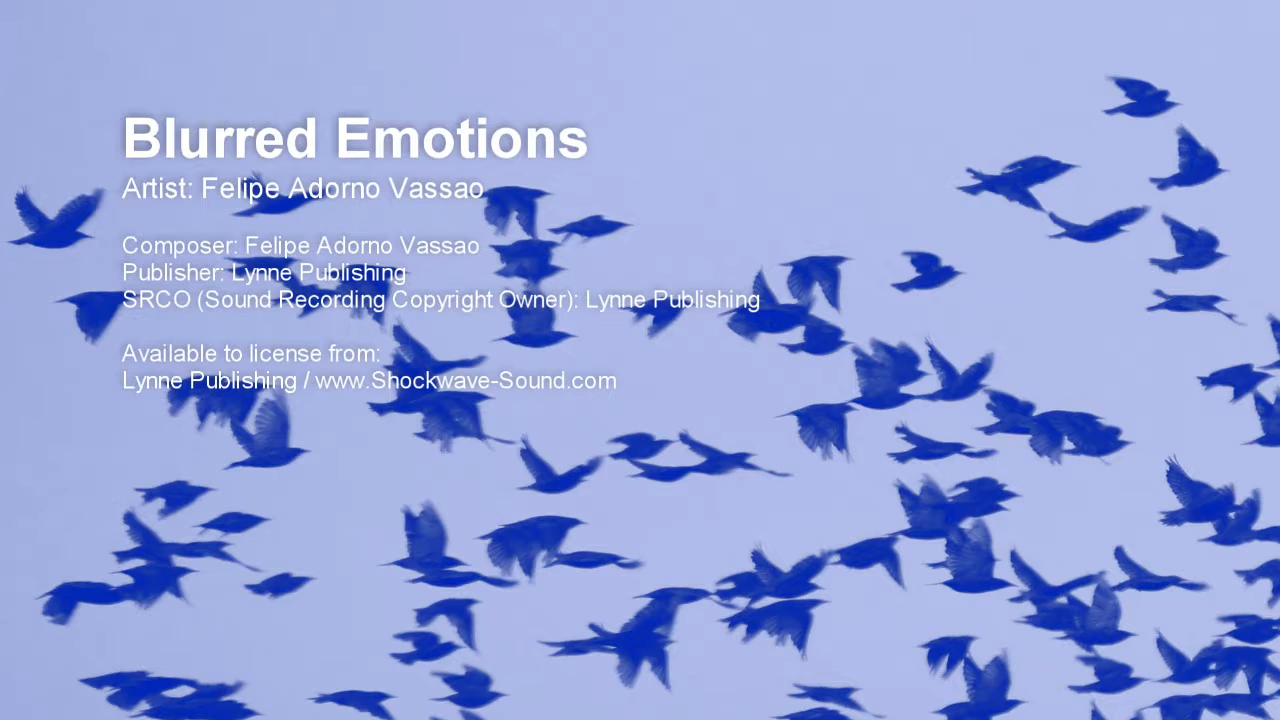 Blurred Emotions
Artist: Felipe Adorno Vassao
Composer: Felipe Adorno Vassao
Publisher: Lynne Publishing
SRCO (Sound Recording Copyright Owner): Lynne Publishing
Available to license from:
Lynne Publishing / www.Shockwave-Sound.com